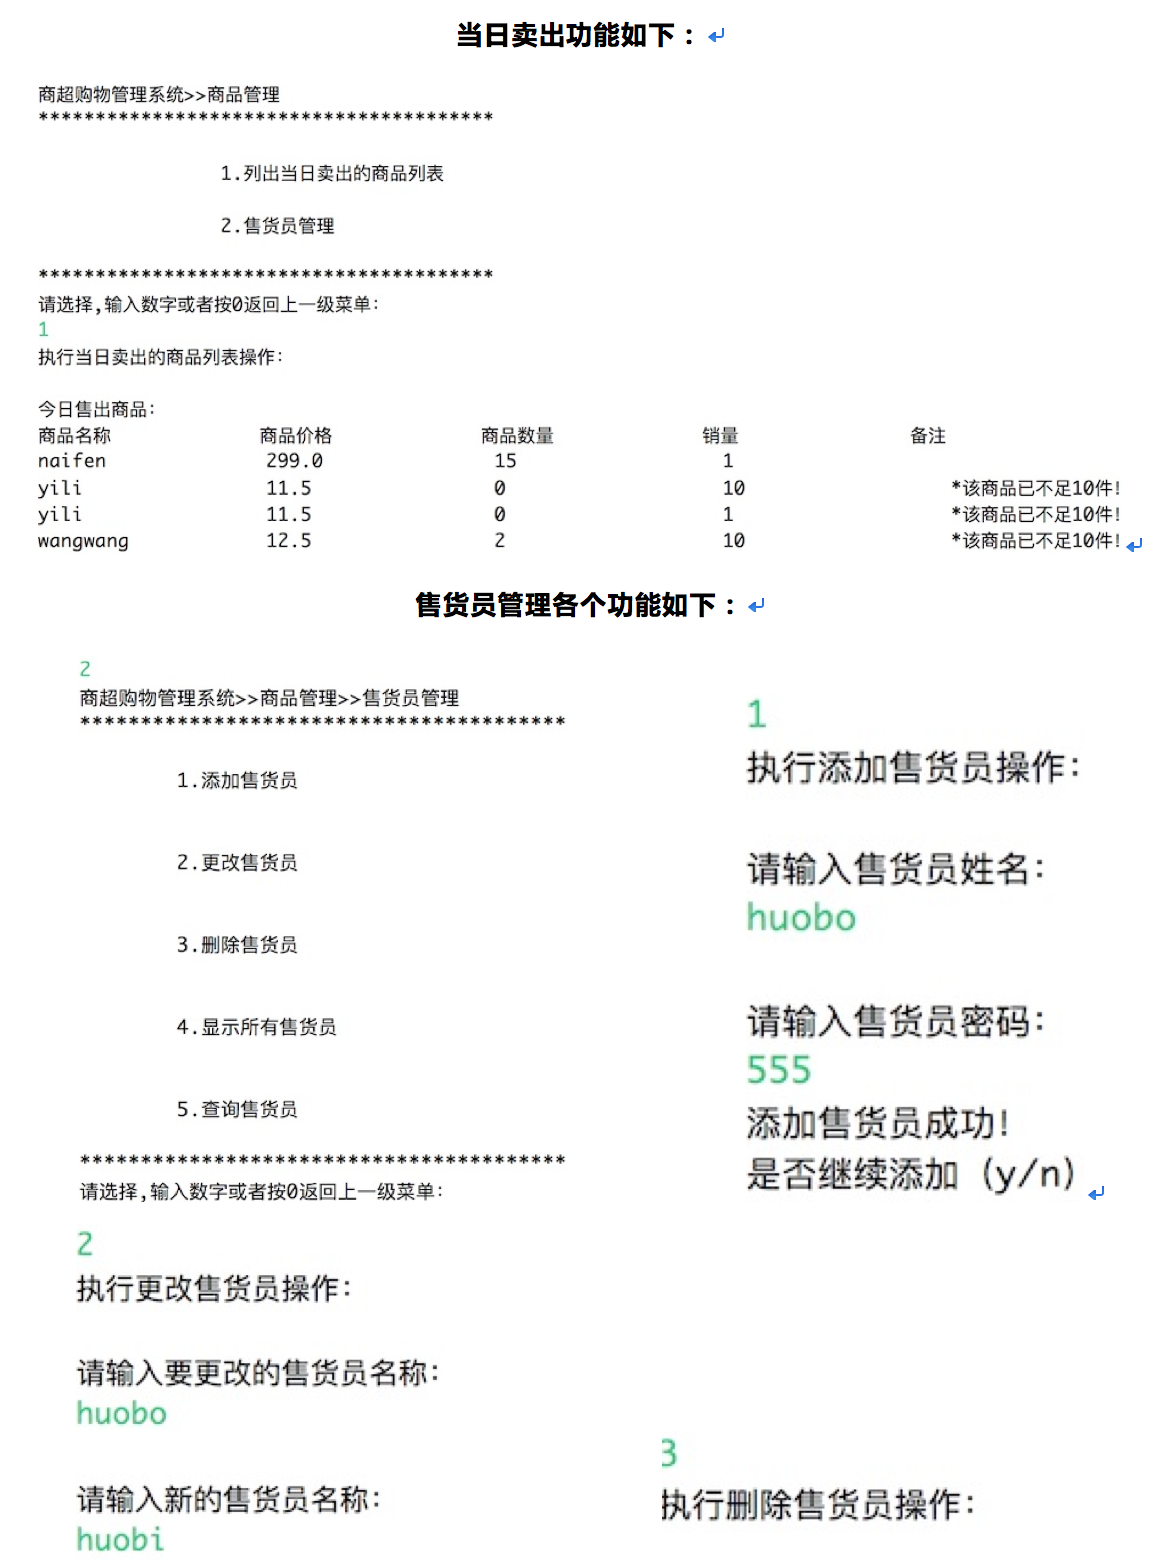 当日卖出功能如下：
商超购物管理系统>>商品管理
****************************************
1.列出当日卖出的商品列表
2.售货员管理
****************************************
请选择,输入数字或者按0返回上一级菜单:
1
执行当日卖出的商品列表操作:
今日售出商品:
商品名称 商品价格 商品数量 销量 备注
naifen 299.0 15 1
yili 11.5 0 10 *该商品已不足10件!
yili 11.5 0 1 *该商品已不足10件!
wangwang 12.5 2 10 *该商品已不足10件!
售货员管理各个功能如下：
2
商超购物管理系统>>商品管理>>售货员管理
****************************************
1.添加售货员
2.更改售货员
3.删除售货员
4.显示所有售货员
5.查询售货员
****************************************
请选择,输入数字或者按0返回上一级菜单:
1
执行添加售货员操作:
请输入售货员姓名:
huobo
请输入售货员密码:
555
添加售货员成功!
是否继续添加（y/n）
2
执行更改售货员操作:
请输入要更改的售货员名称:
huobo
请输入新的售货员名称:
huobi
3
执行删除售货员操作: